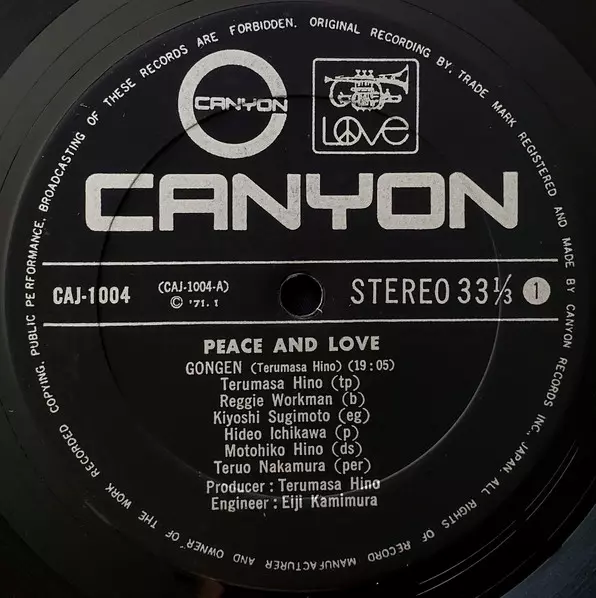 ORIGINAL RECORDING BY. TRADE MARK REGISTERED AND MADE BY CANYON RECORDS INC., JAPAN. ALL RIGHTS OF RECORD MANUFACTURER AND OWNER OF THE WORK RECORDED COPYING, PUBLIC PERFORMANCE, BROADCASTING OF THESE RECORDS ARE FORBIDDEN.
CANYON
LOVE
CANYON
CAJ-1004
(CAJ-1004-A)
© '71. 1
STEREO 33 1/3
1
PEACE AND LOVE
GONGEN (Terumasa Hino) (19:05)
Terumasa Hino (tp)
Reggie Workman (b)
Kiyoshi Sugimoto (eg)
Hideo Ichikawa (p)
Motohiko Hino (ds)
Teruo Nakamura (per)
Producer : Terumasa Hino
Engineer : Eiji Kamimura